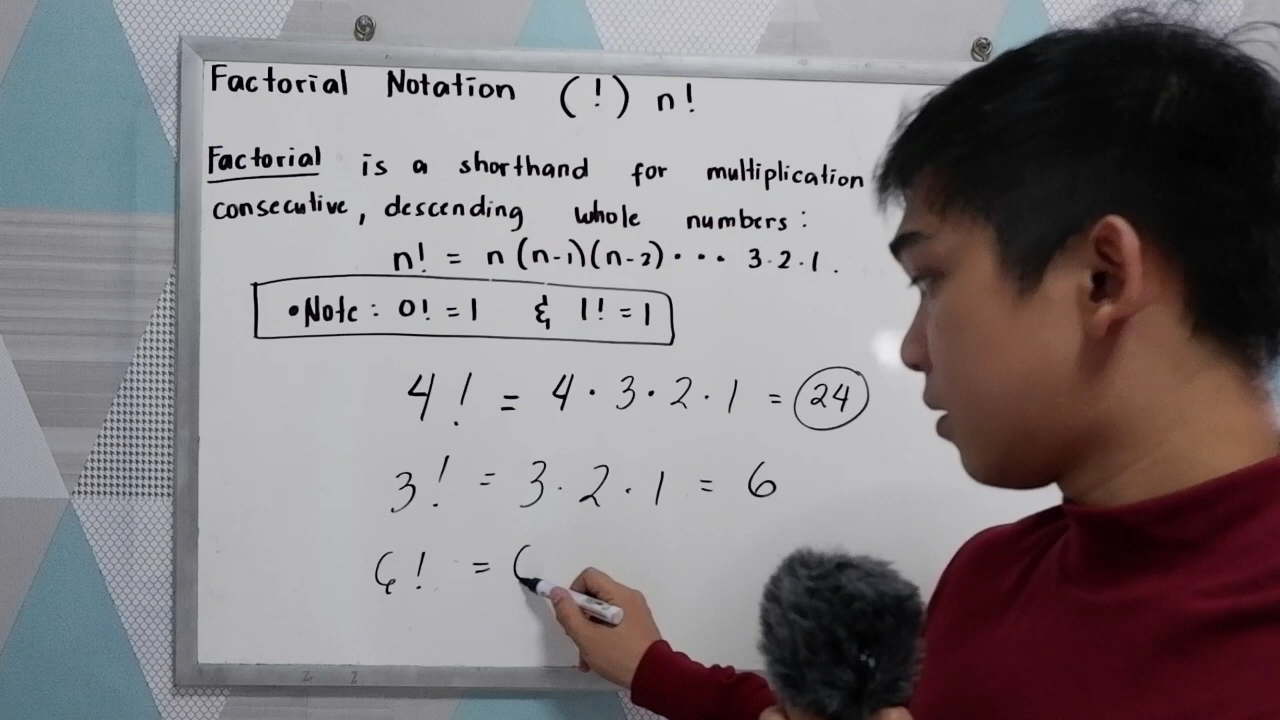 Factorial Notation (!) n!
Factorial is a shorthand for multiplication
consecutive, descending whole numbers:
n! = n(n-1)(n-2)··· 3·2·1.
•Note: 0! = 1 & 1! = 1
4! = 4·3·2·1 = 24
3! = 3·2·1 = 6
6! =